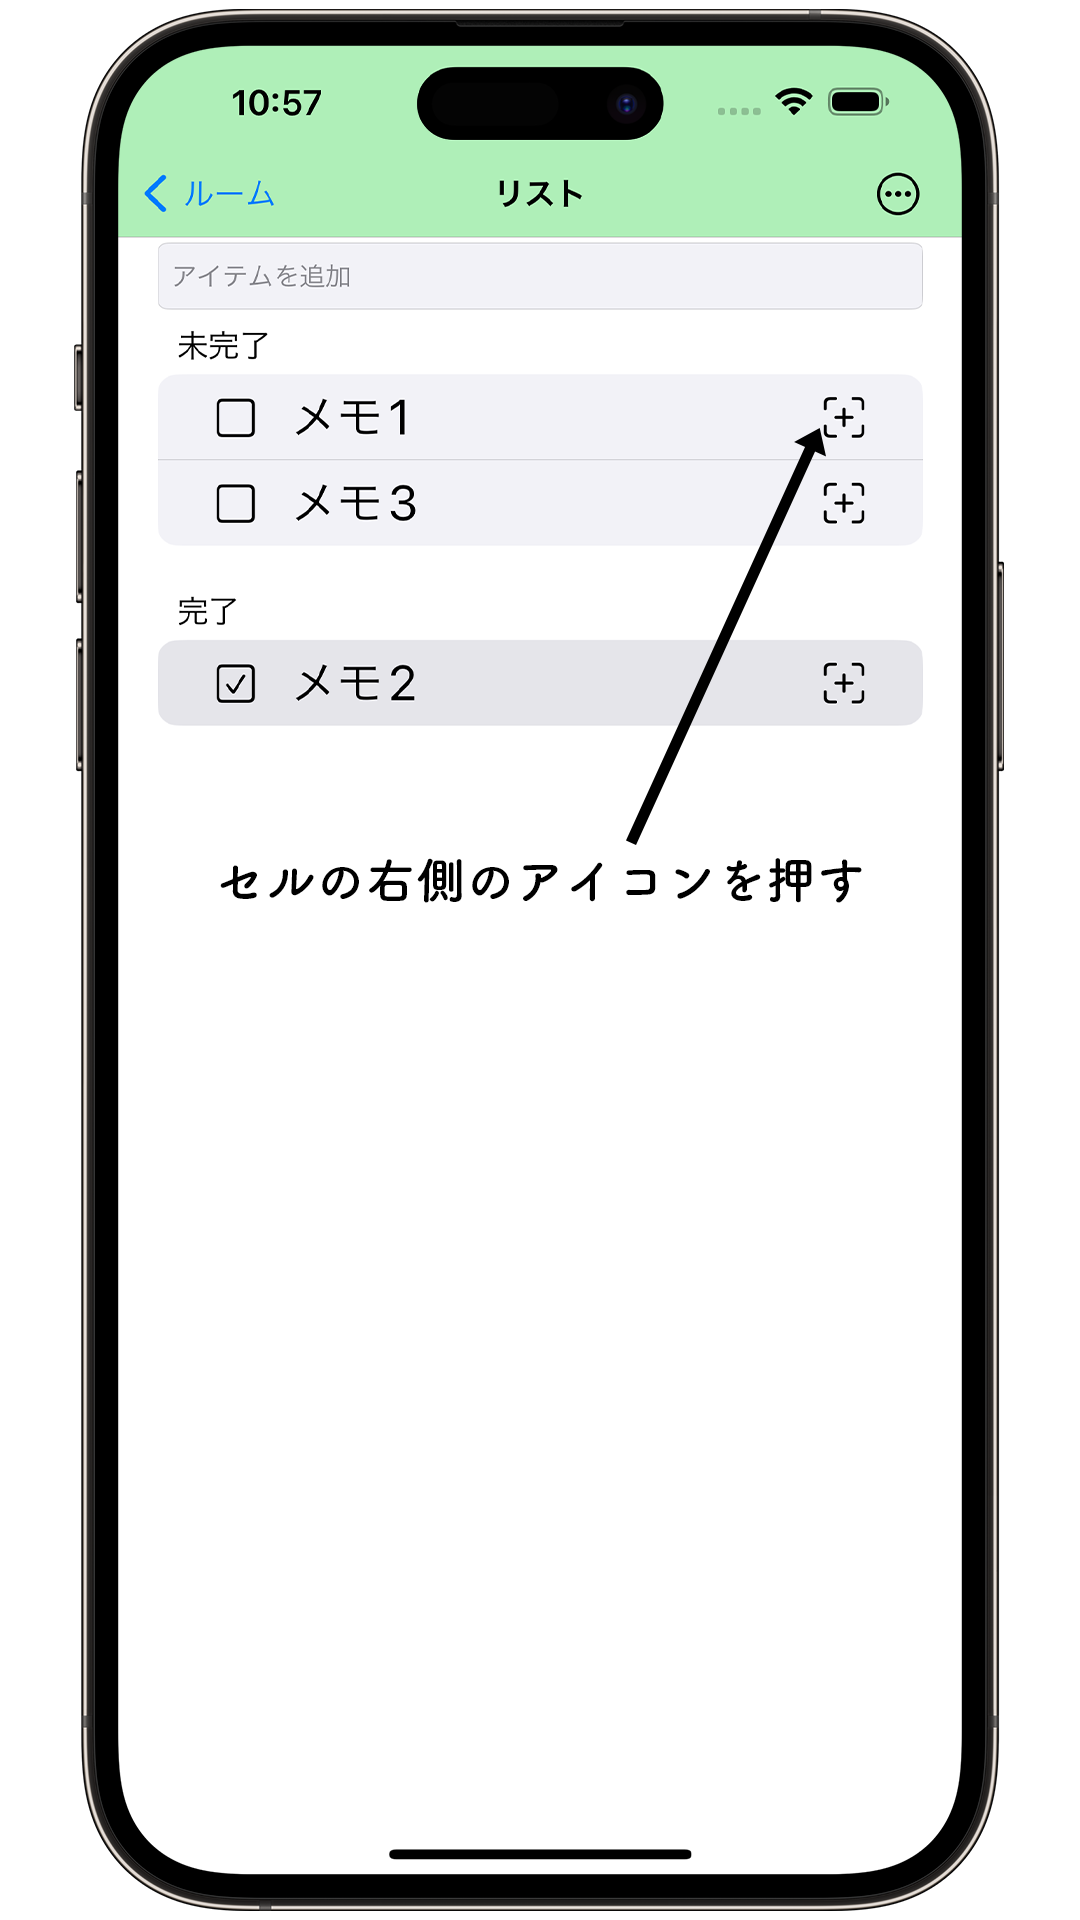 10:57
ルーム
リスト
アイテムを追加
未完了
メモ1
メモ3
完了
メモ2
セルの右側のアイコンを押す